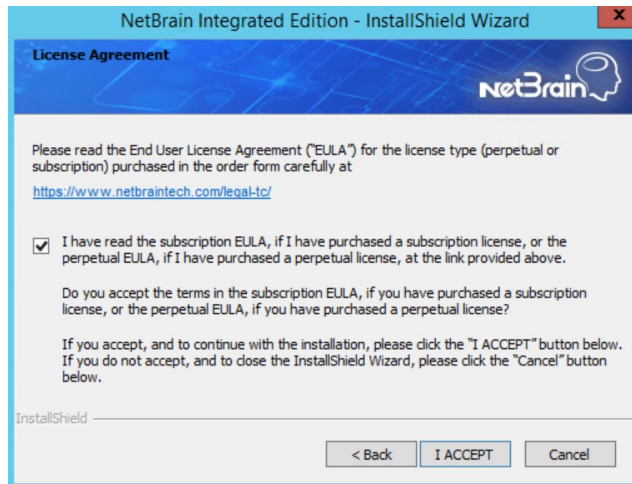 NetBrain Integrated Edition - InstallShield Wizard
x
License Agreement
NetBrain
Please read the End User License Agreement ("EULA") for the license type (perpetual or
subscription) purchased in the order form carefully at
https://www.netbraintech.com/legal-tc/
I have read the subscription EULA, if I have purchased a subscription license, or the
perpetual EULA, if I have purchased a perpetual license, at the link provided above.
Do you accept the terms in the subscription EULA, if you have purchased a subscription
license, or the perpetual EULA, if you have purchased a perpetual license?
If you accept, and to continue with the installation, please click the "I ACCEPT" button below.
If you do not accept, and to close the InstallShield Wizard, please click the "Cancel" button
below.
InstallShield
< Back I ACCEPT Cancel